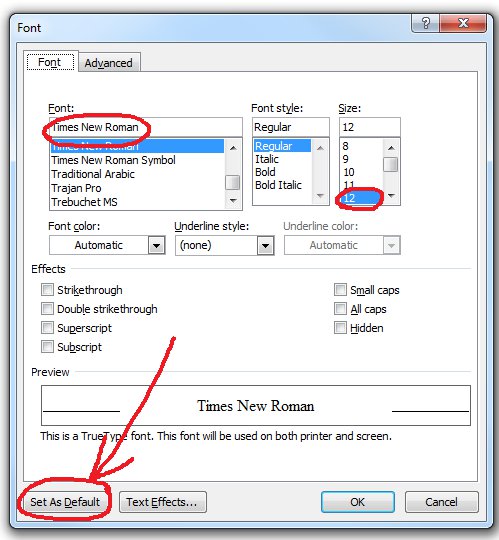 Font
Font Advanced
Font: Font style: Size:
Times New Roman Regular 12
Times New Roman Regular 8
Times New Roman Symbol Italic 9
Traditional Arabic Bold 10
Trajan Pro Bold Italic 11
Trebuchet MS 12
Font color: Underline style: Underline color:
Automatic (none) Automatic
Effects
Strikethrough Small caps
Double strikethrough All caps
Superscript Hidden
Subscript
Preview
Times New Roman
This is a TrueType font. This font will be used on both printer and screen.
Set As Default Text Effects... OK Cancel